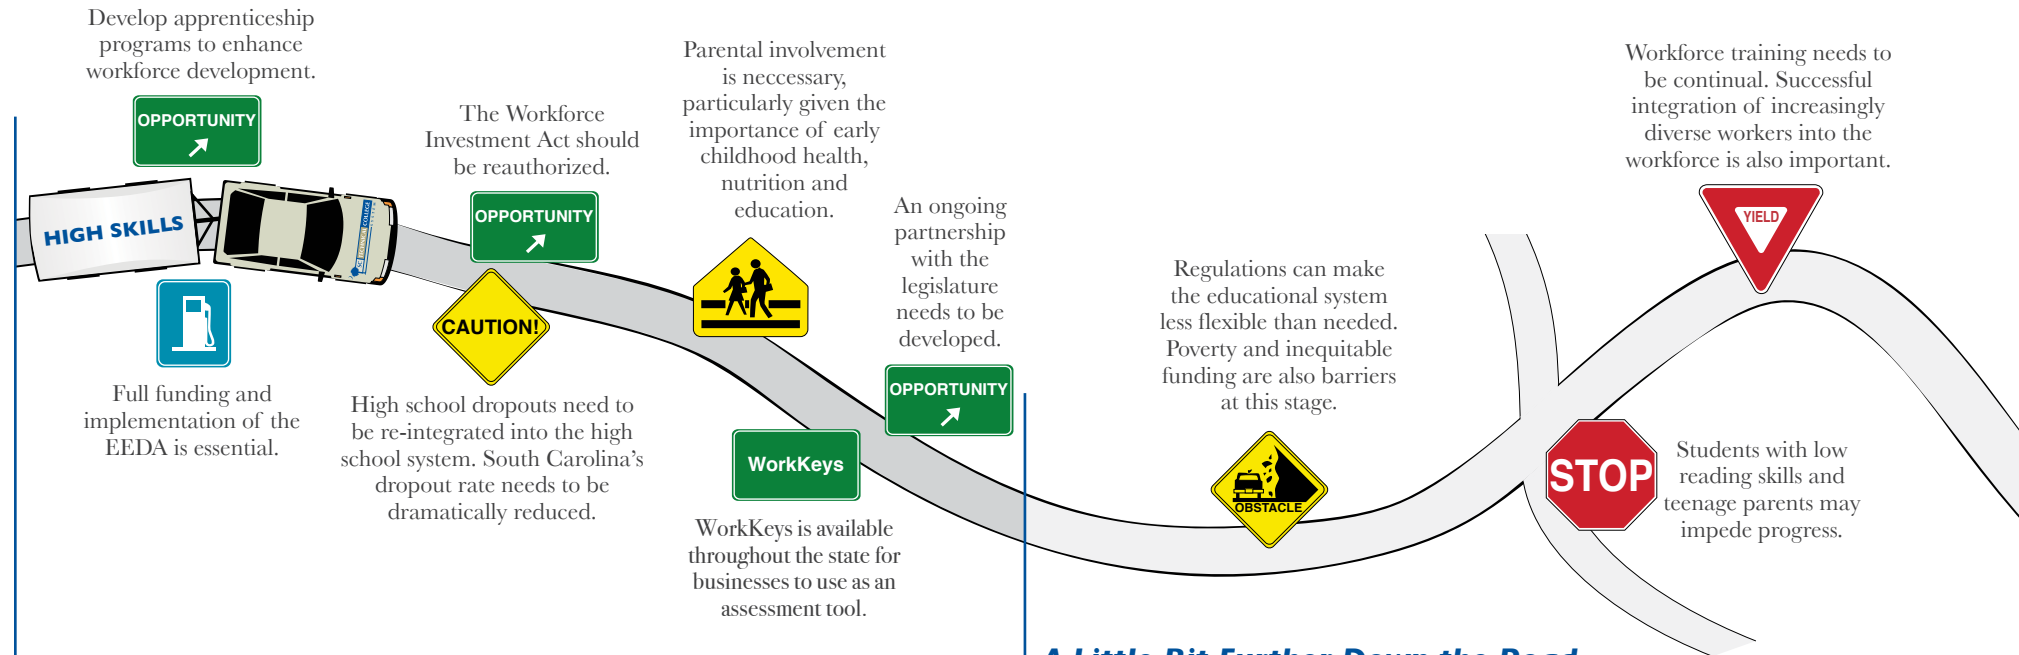 Develop apprenticeship
programs to enhance
workforce development.
OPPORTUNITY
HIGH SKILLS
COLLEGE
Full funding and
implementation of the
EEDA is essential.
The Workforce
Investment Act should
be reauthorized.
OPPORTUNITY
CAUTION!
High school dropouts need to
be re-integrated into the high
school system. South Carolina's
dropout rate needs to be
dramatically reduced.
Parental involvement
is neccessary,
particularly given the
importance of early
childhood health,
nutrition and
education.
An ongoing
partnership
with the
legislature
needs to be
developed.
OPPORTUNITY
WorkKeys
WorkKeys is available
throughout the state for
businesses to use as an
assessment tool.
Regulations can make
the educational system
less flexible than needed.
Poverty and inequitable
funding are also barriers
at this stage.
OBSTACLE
STOP
Students with low
reading skills and
teenage parents may
impede progress.
Workforce training needs to
be continual. Successful
integration of increasingly
diverse workers into the
workforce is also important.
YIELD
A Little Bit Further Down the Road